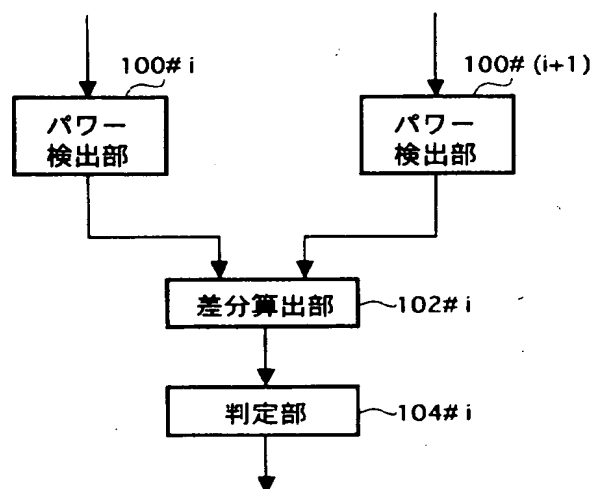 100# i
100# (i+1)
パワー
検出部
パワー
検出部
差分算出部
102# i
判定部
104# i